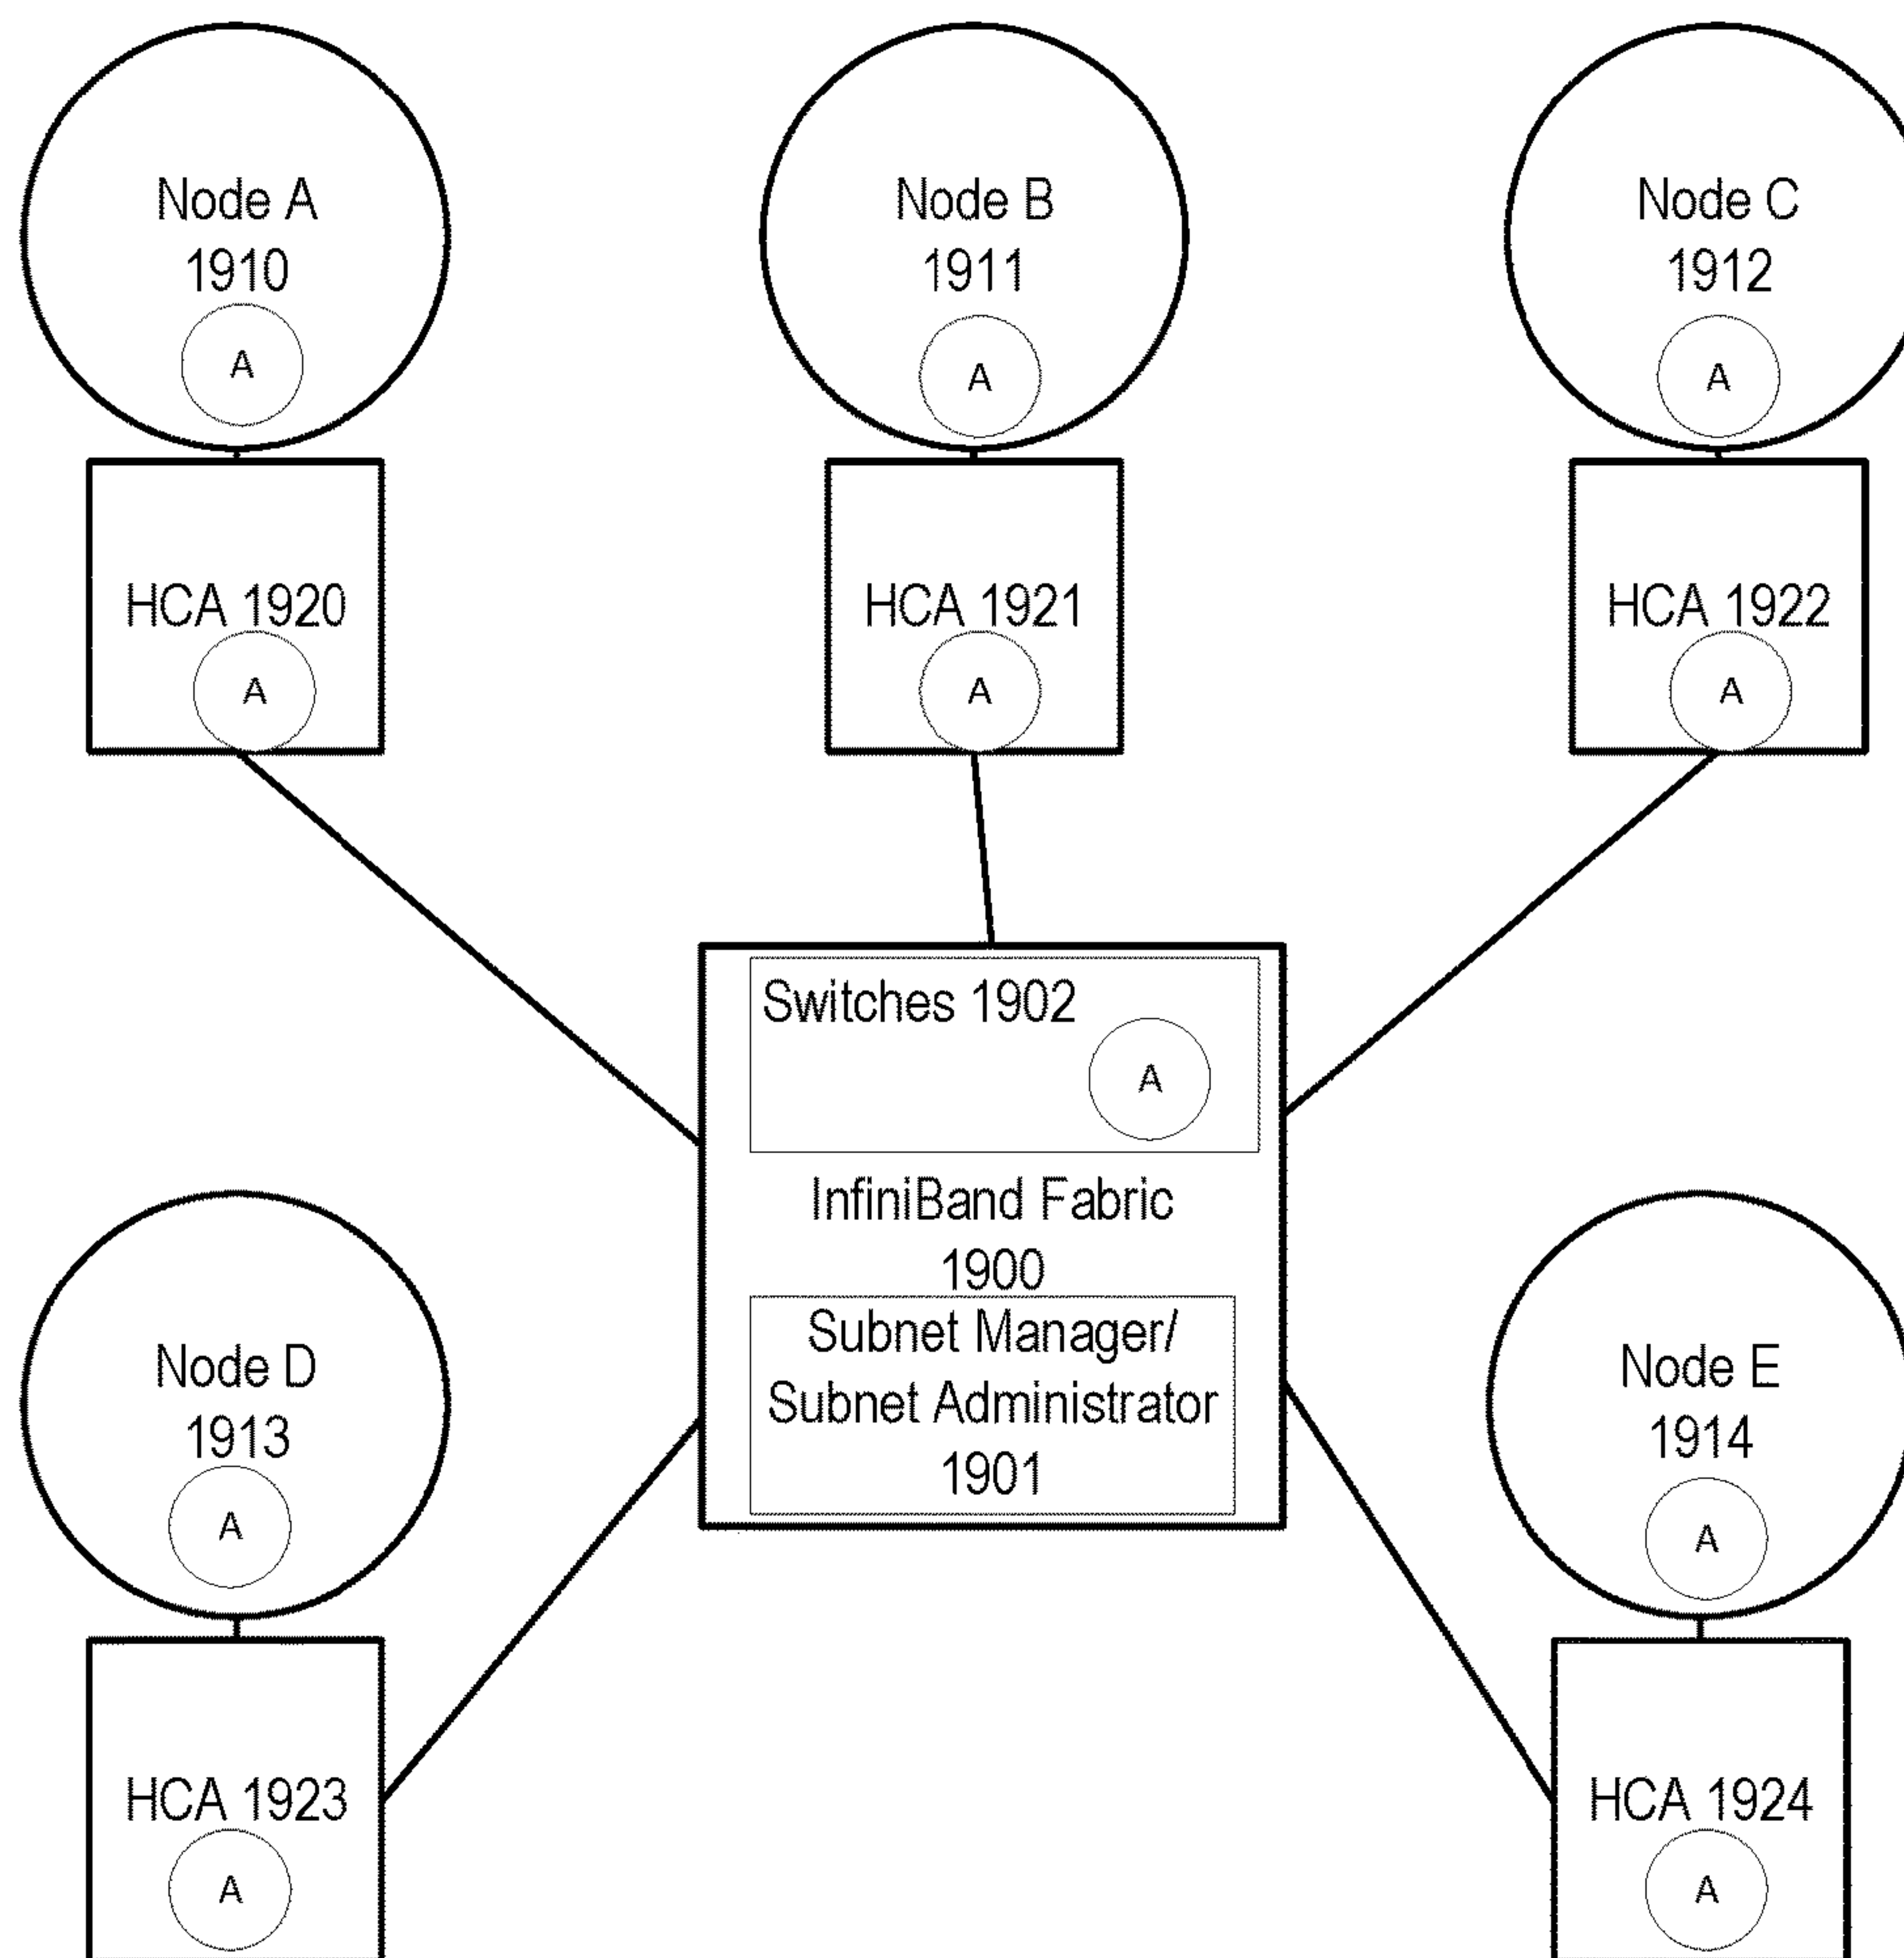 Node A
1910
A
Node B
1911
A
Node C
1912
A
HCA 1920
A
HCA 1921
A
HCA 1922
A
Switches 1902
A
InfiniBand Fabric
1900
Subnet Manager/
Subnet Administrator
1901
Node D
1913
A
Node E
1914
A
HCA 1923
A
HCA 1924
A